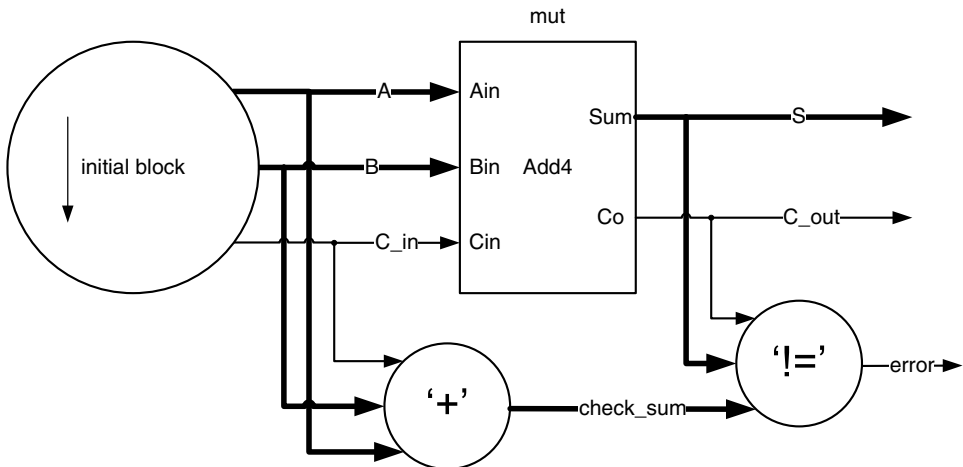 mut
A
Ain
Sum
S
initial block
B
Bin
Add4
Co
C_out
C_in
Cin
‘+’
check_sum
‘!=’
error